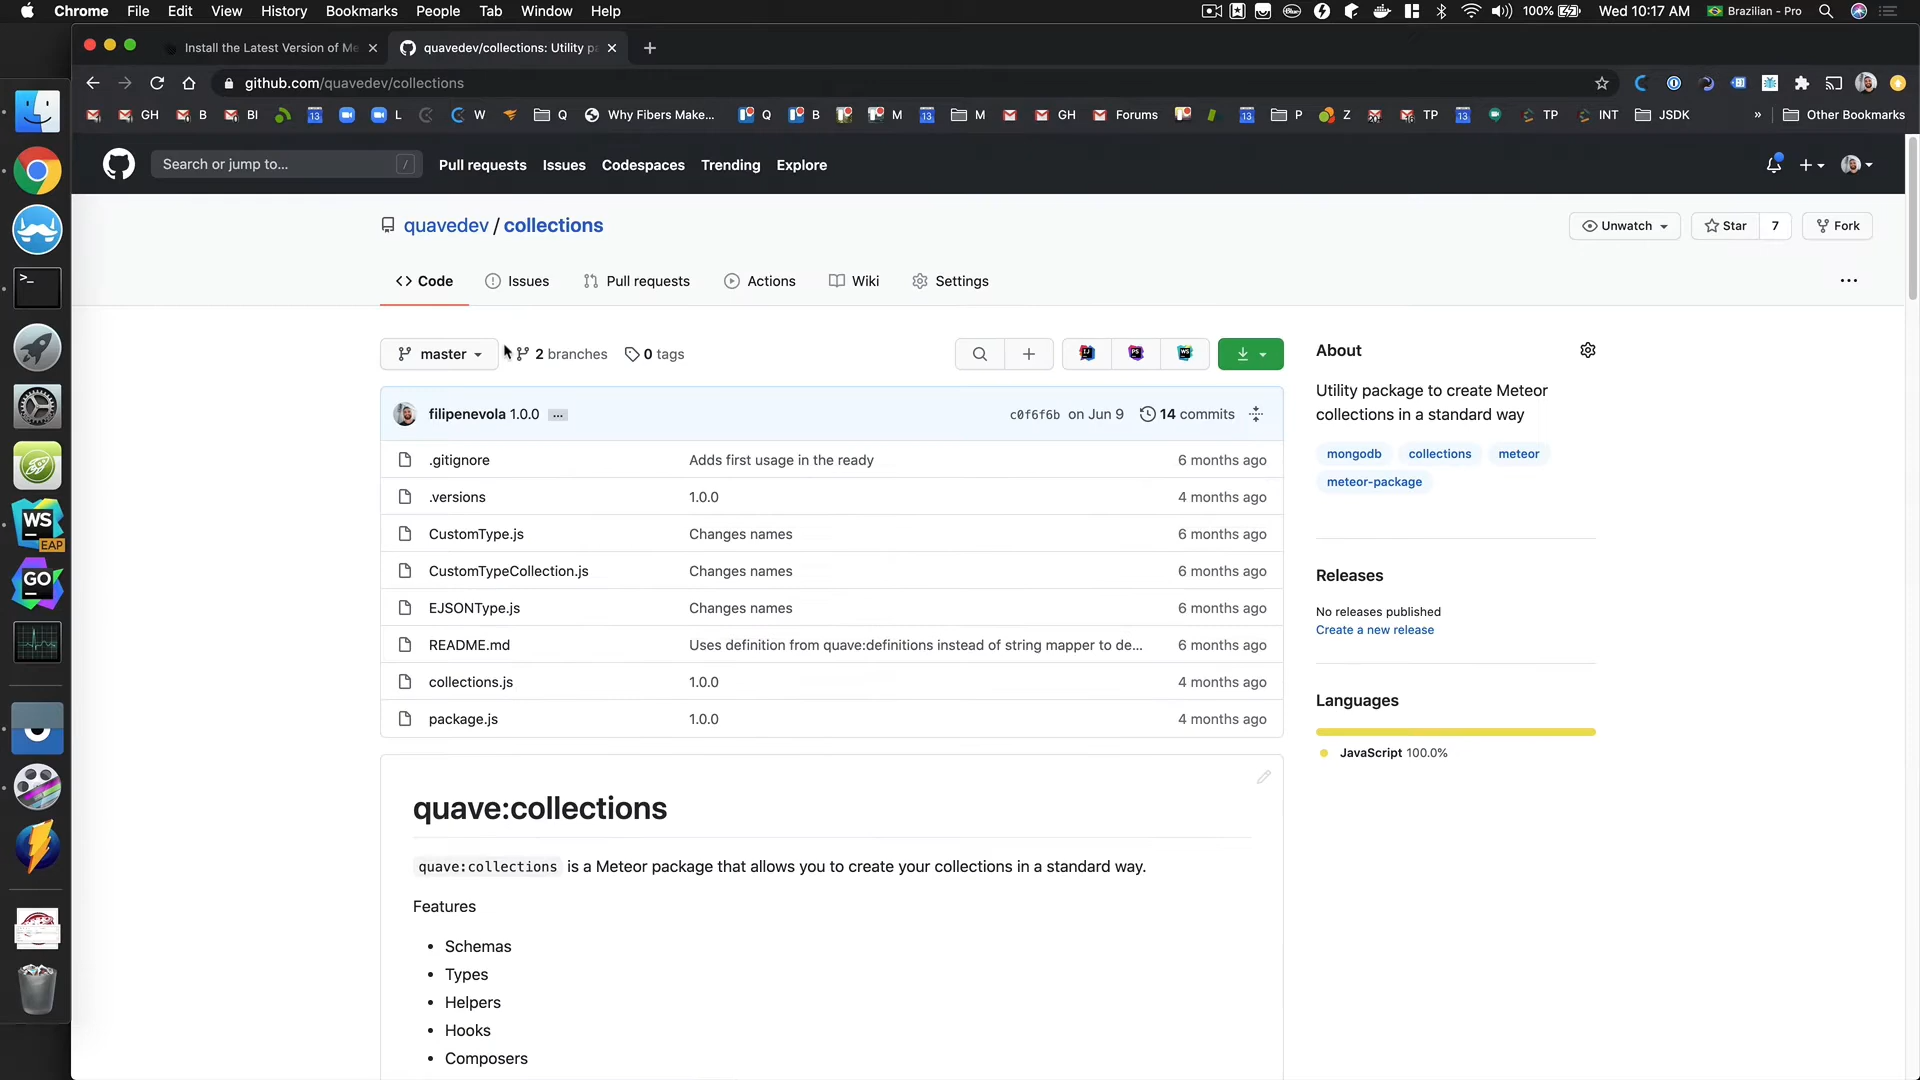 Chrome File Edit View History Bookmarks People Tab Window Help
100% Wed 10:17 AM Brazilian - Pro
Install the Latest Version of Me
quavedev/collections: Utility p
github.com/quavedev/collections
GH B BI L W Q Why Fibers Make... Q B M M GH Forums P Z TP TP INT JSDK » Other Bookmarks
Search or jump to... /
Pull requests Issues Codespaces Trending Explore
quavedev / collections
Unwatch Star 7 Fork
Code Issues Pull requests Actions Wiki Settings
master 2 branches 0 tags
filipenevola 1.0.0 ... c0f6f6b on Jun 9 14 commits
.gitignore Adds first usage in the ready 6 months ago
.versions 1.0.0 4 months ago
CustomType.js Changes names 6 months ago
CustomTypeCollection.js Changes names 6 months ago
EJSONType.js Changes names 6 months ago
README.md Uses definition from quave:definitions instead of string mapper to de... 6 months ago
collections.js 1.0.0 4 months ago
package.js 1.0.0 4 months ago
About
Utility package to create Meteor
collections in a standard way
mongodb collections meteor
meteor-package
Releases
No releases published
Create a new release
Languages
JavaScript 100.0%
quave:collections
quave:collections is a Meteor package that allows you to create your collections in a standard way.
Features
• Schemas
• Types
• Helpers
• Hooks
• Composers
WS
EAP
GO